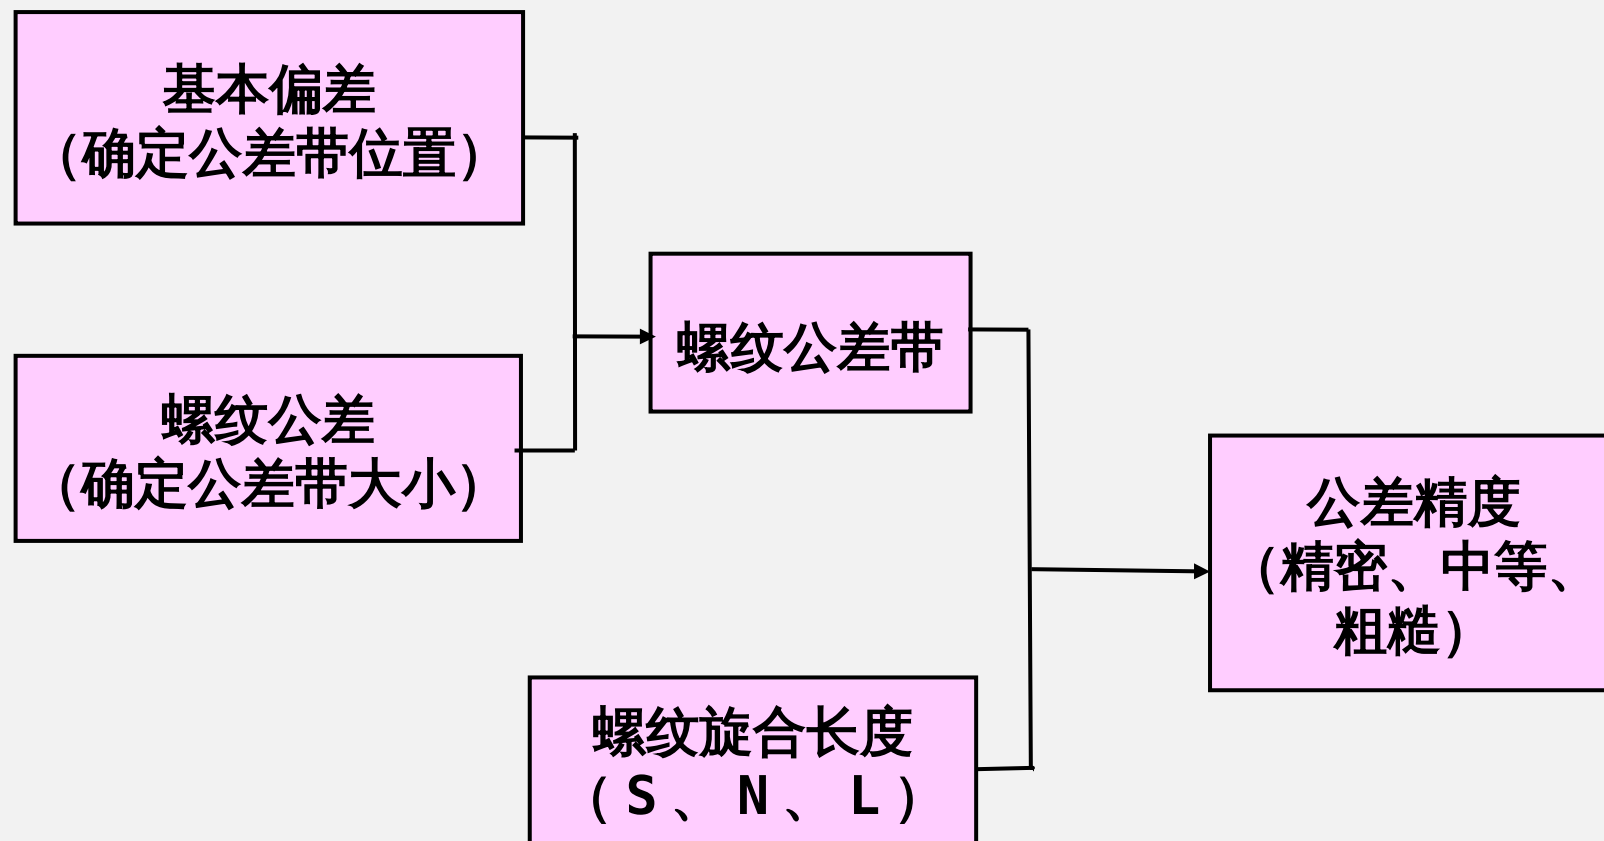 基本偏差
（确定公差带位置）
螺纹公差
（确定公差带大小）
螺纹公差带
公差精度
（精密、中等、
粗糙）
螺纹旋合长度
（S、N、L）